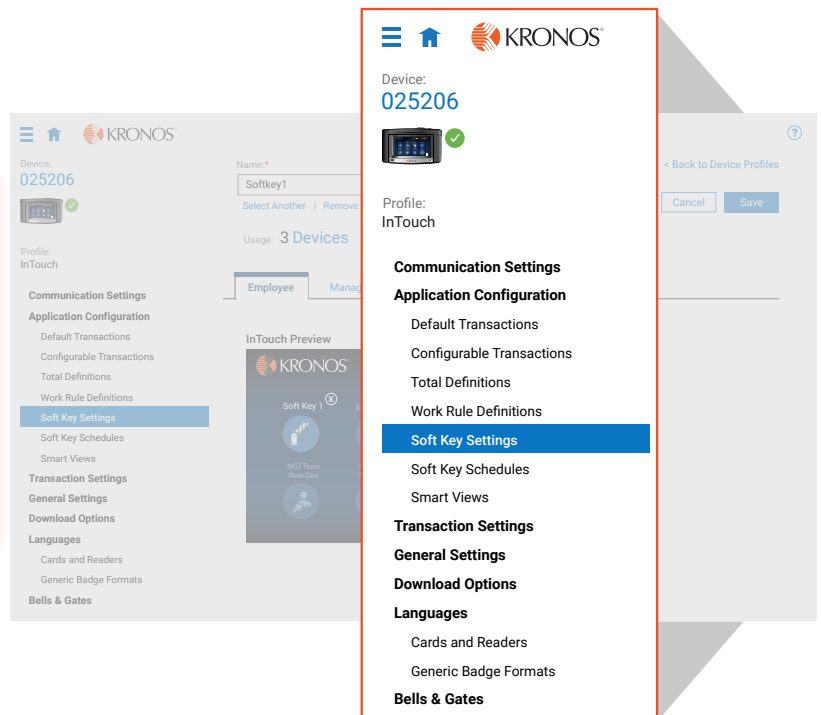 KRONOS®
Device:
025206
Profile:
InTouch
Communication Settings
Application Configuration
Default Transactions
Configurable Transactions
Total Definitions
Work Rule Definitions
Soft Key Settings
Soft Key Schedules
Smart Views
Transaction Settings
General Settings
Download Options
Languages
Cards and Readers
Generic Badge Formats
Bells & Gates
KRONOS®
?
Device:
025206
Profile:
InTouch
Communication Settings
Application Configuration
Default Transactions
Configurable Transactions
Total Definitions
Work Rule Definitions
Soft Key Settings
Soft Key Schedules
Smart Views
Transaction Settings
General Settings
Download Options
Languages
Cards and Readers
Generic Badge Formats
Bells & Gates
Name:*
Softkey1
Select Another | Remove
Usage: 3 Devices
< Back to Device Profiles
Cancel Save
Employee Manag
InTouch Preview
KRONOS
Soft Key 1 X
NGT Term
New Dev